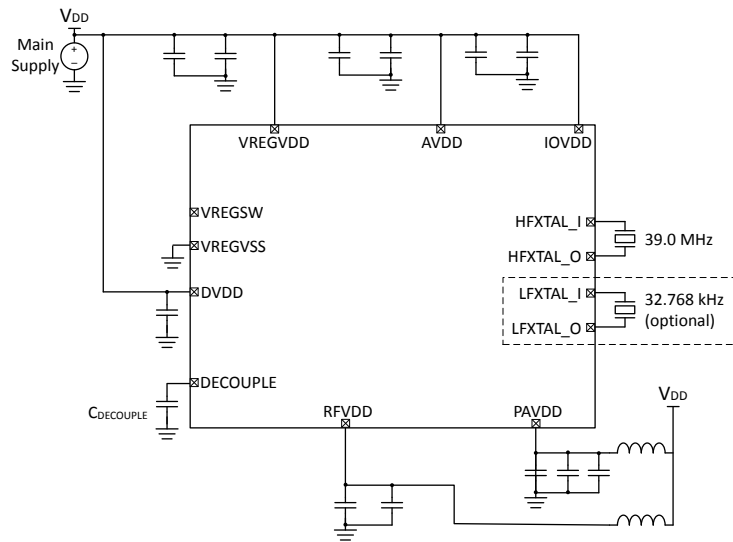 VDD
Main
Supply
+
−
VREGVDD
AVDD
IOVDD
VREGSW
HFXTAL_I
39.0 MHz
VREGVSS
HFXTAL_O
DVDD
LFXTAL_I
32.768 kHz
(optional)
LFXTAL_O
DECOUPLE
CDECOUPLE
RFVDD
PAVDD
VDD